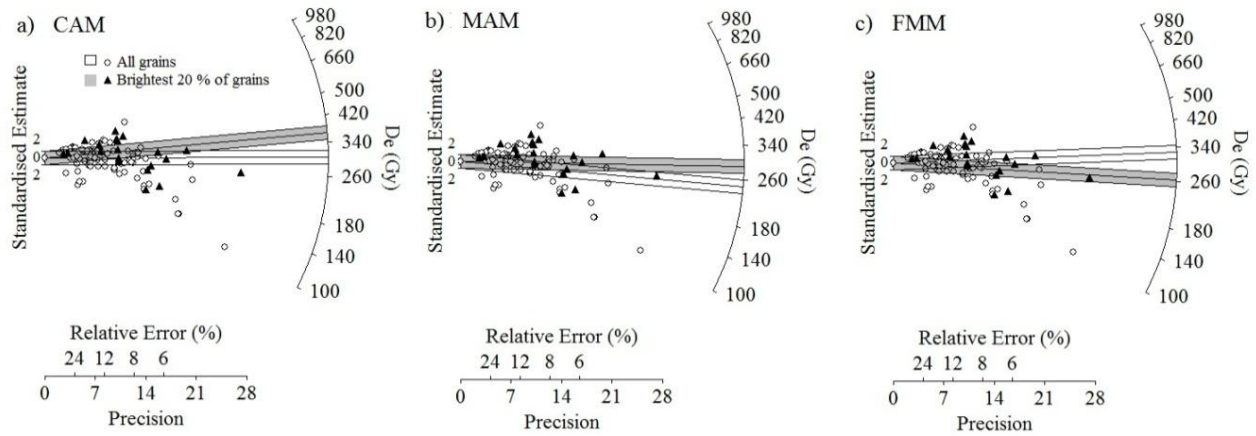 a) CAM
All grains
Brightest 20 % of grains
Standardised Estimate
2
0
2
980
820
660
500
420
340
260
180
140
100
De (Gy)
Relative Error (%)
24 12 8 6
0 7 14 21 28
Precision
b) MAM
Standardised Estimate
2
0
2
980
820
660
500
420
340
260
180
140
100
De (Gy)
Relative Error (%)
24 12 8 6
0 7 14 21 28
Precision
c) FMM
Standardised Estimate
2
0
2
980
820
660
500
420
340
260
180
140
100
De (Gy)
Relative Error (%)
24 12 8 6
0 7 14 21 28
Precision